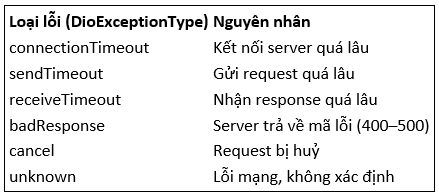 Loại lỗi (DioExceptionType) Nguyên nhân
connectionTimeout Kết nối server quá lâu
sendTimeout Gửi request quá lâu
receiveTimeout Nhận response quá lâu
badResponse Server trả về mã lỗi (400–500)
cancel Request bị huỷ
unknown Lỗi mạng, không xác định